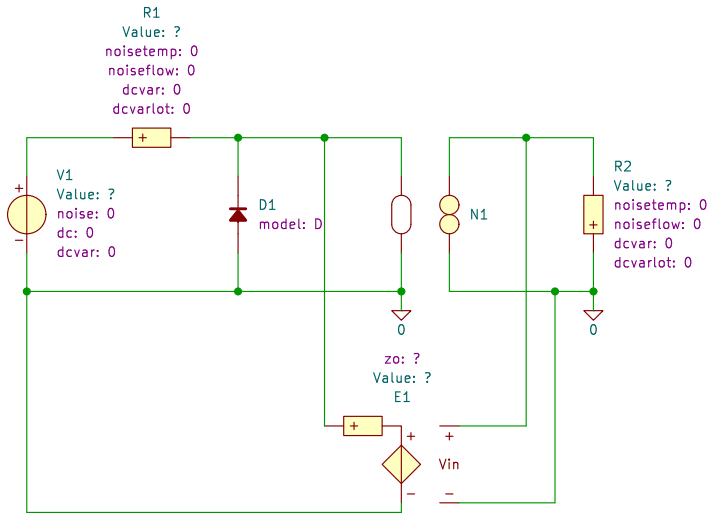 R1
Value: ?
noisetemp: 0
noiseflow: 0
dcvar: 0
dcvarlot: 0
+
V1
Value: ?
noise: 0
dc: 0
dcvar: 0
+
−
D1
model: D
N1
R2
Value: ?
noisetemp: 0
noiseflow: 0
dcvar: 0
dcvarlot: 0
+
0
0
zo: ?
Value: ?
E1
+
+
+
Vin
−
−